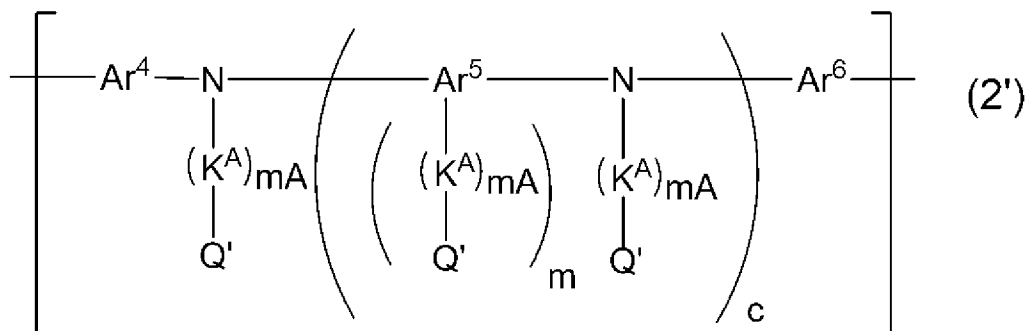 Ar⁴ N Ar⁵ N Ar⁶ (2')
(Kᴬ)mA (Kᴬ)mA (Kᴬ)mA
Q' Q' m Q' c